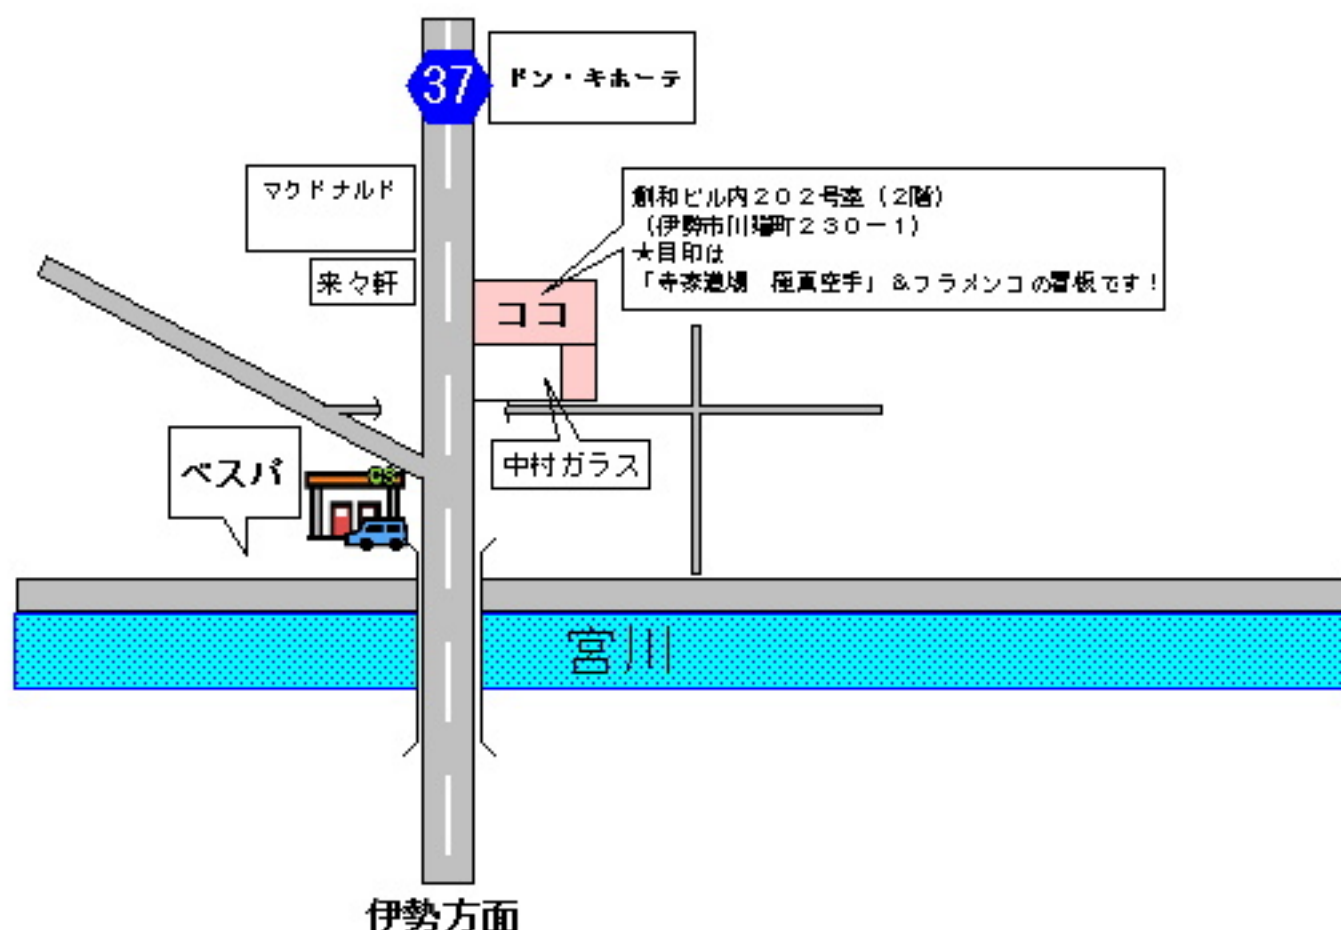 37
ドン・キホーテ
マクドナルド
創和ビル内202号室(2階)
(伊勢市川端町230-1)
★目印は
「寺家道場 極真空手」&フラメンコの看板です!
来々軒
ココ
中村ガラス
ベスパ
GS
宮川
伊勢方面